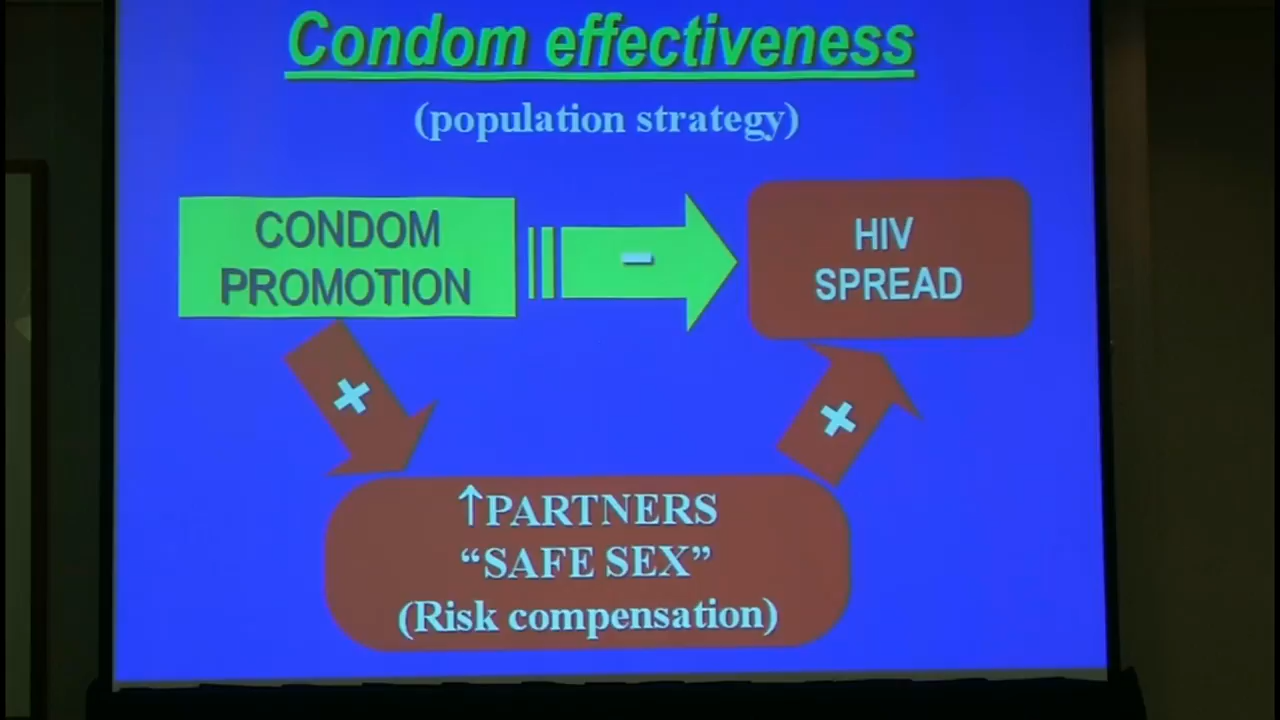 Condom effectiveness
(population strategy)
CONDOM
PROMOTION
-
HIV
SPREAD
+
+
↑PARTNERS
“SAFE SEX”
(Risk compensation)